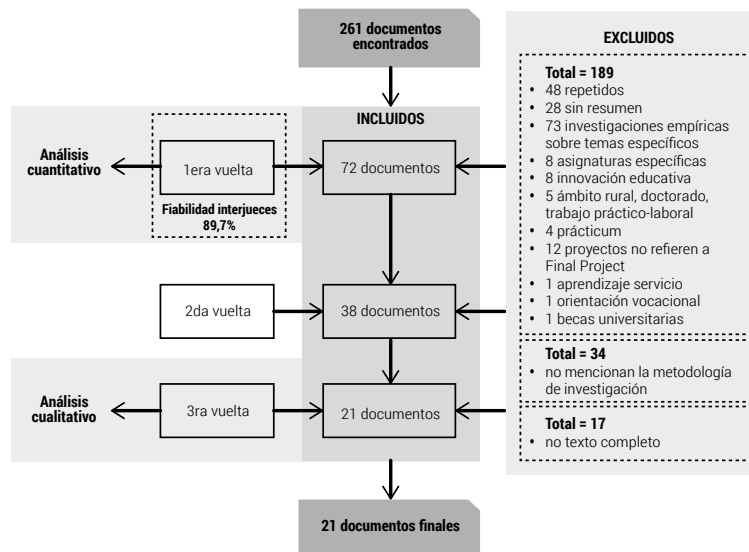 261 documentos
encontrados
EXCLUIDOS
Total = 189
• 48 repetidos
• 28 sin resumen
• 73 investigaciones empíricas
sobre temas específicos
• 8 asignaturas específicas
• 8 innovación educativa
• 5 ámbito rural, doctorado,
trabajo práctico-laboral
• 4 prácticum
• 12 proyectos no refieren a
Final Project
• 1 aprendizaje servicio
• 1 orientación vocacional
• 1 becas universitarias
INCLUIDOS
Análisis
cuantitativo
1era vuelta
72 documentos
Fiabilidad interjueces
89,7%
2da vuelta
38 documentos
Total = 34
• no mencionan la metodología
de investigación
Análisis
cualitativo
3ra vuelta
21 documentos
Total = 17
• no texto completo
21 documentos finales